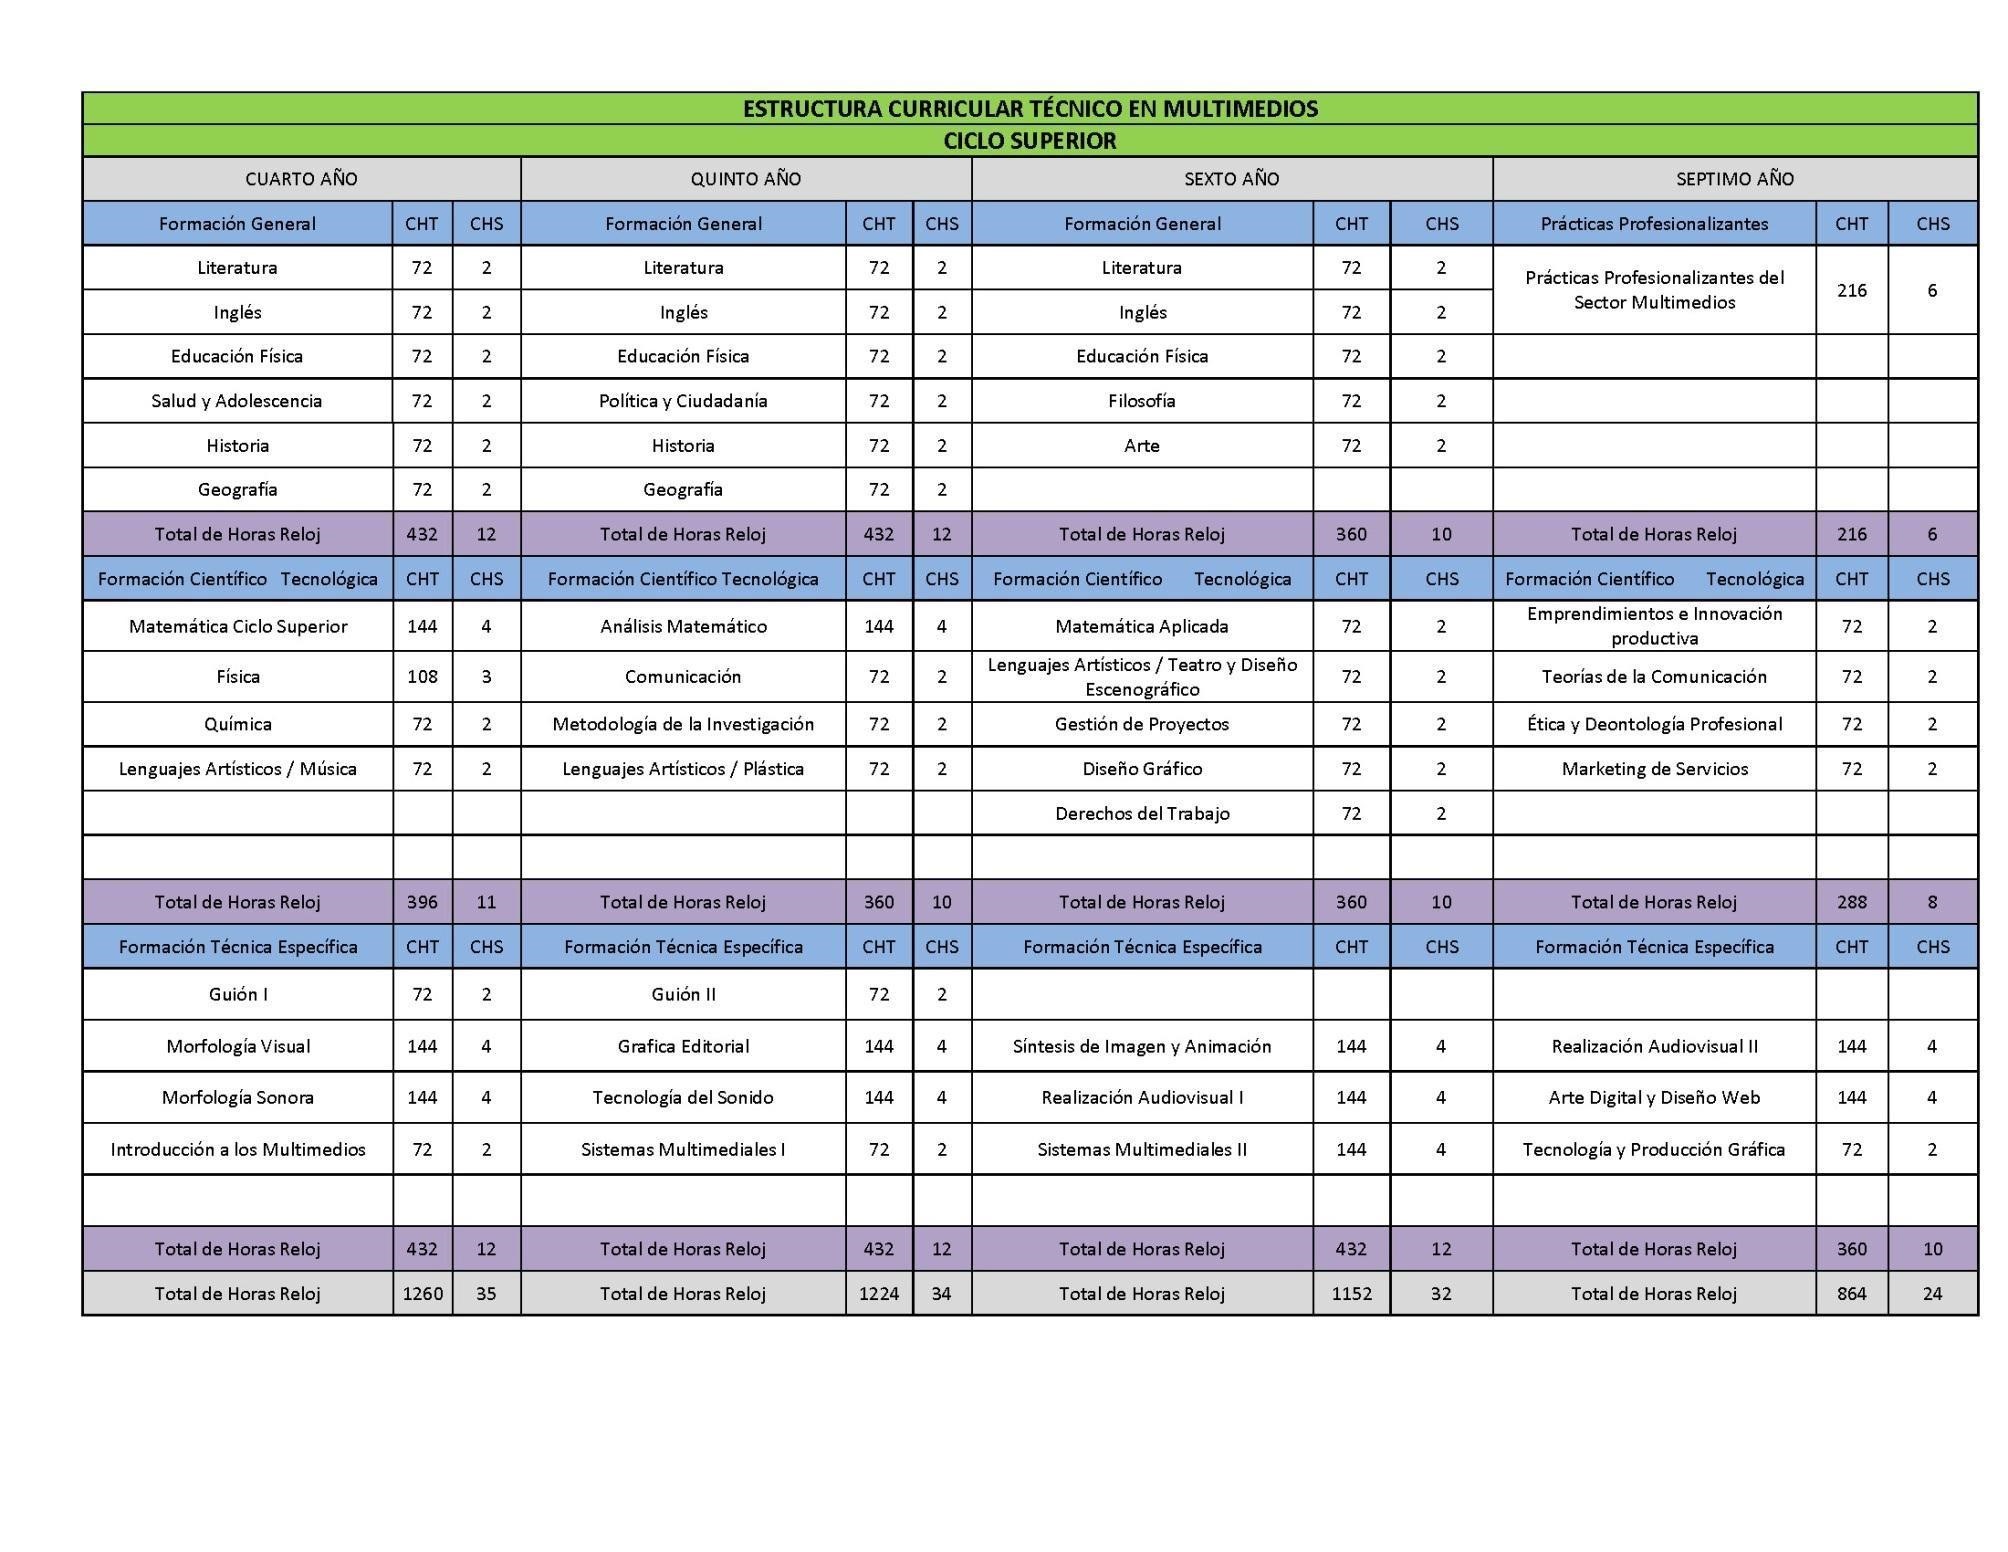 ESTRUCTURA CURRICULAR TÉCNICO EN MULTIMEDIOS
CICLO SUPERIOR
CUARTO AÑO QUINTO AÑO SEXTO AÑO SEPTIMO AÑO
Formación General CHT CHS Formación General CHT CHS Formación General CHT CHS Prácticas Profesionalizantes CHT CHS
Literatura 72 2 Literatura 72 2 Literatura 72 2 Prácticas Profesionalizantes del
Sector Multimedios 216 6
Inglés 72 2 Inglés 72 2 Inglés 72 2
Educación Física 72 2 Educación Física 72 2 Educación Física 72 2
Salud y Adolescencia 72 2 Política y Ciudadanía 72 2 Filosofía 72 2
Historia 72 2 Historia 72 2 Arte 72 2
Geografía 72 2 Geografía 72 2
Total de Horas Reloj 432 12 Total de Horas Reloj 432 12 Total de Horas Reloj 360 10 Total de Horas Reloj 216 6
Formación Científico Tecnológica CHT CHS Formación Científico Tecnológica CHT CHS Formación Científico Tecnológica CHT CHS Formación Científico Tecnológica CHT CHS
Matemática Ciclo Superior 144 4 Análisis Matemático 144 4 Matemática Aplicada 72 2 Emprendimientos e Innovación
productiva 72 2
Física 108 3 Comunicación 72 2 Lenguajes Artísticos / Teatro y Diseño
Escenográfico 72 2 Teorías de la Comunicación 72 2
Química 72 2 Metodología de la Investigación 72 2 Gestión de Proyectos 72 2 Ética y Deontología Profesional 72 2
Lenguajes Artísticos / Música 72 2 Lenguajes Artísticos / Plástica 72 2 Diseño Gráfico 72 2 Marketing de Servicios 72 2
Derechos del Trabajo 72 2
Total de Horas Reloj 396 11 Total de Horas Reloj 360 10 Total de Horas Reloj 360 10 Total de Horas Reloj 288 8
Formación Técnica Específica CHT CHS Formación Técnica Específica CHT CHS Formación Técnica Específica CHT CHS Formación Técnica Específica CHT CHS
Guión I 72 2 Guión II 72 2
Morfología Visual 144 4 Grafica Editorial 144 4 Síntesis de Imagen y Animación 144 4 Realización Audiovisual II 144 4
Morfología Sonora 144 4 Tecnología del Sonido 144 4 Realización Audiovisual I 144 4 Arte Digital y Diseño Web 144 4
Introducción a los Multimedios 72 2 Sistemas Multimediales I 72 2 Sistemas Multimediales II 144 4 Tecnología y Producción Gráfica 72 2
Total de Horas Reloj 432 12 Total de Horas Reloj 432 12 Total de Horas Reloj 432 12 Total de Horas Reloj 360 10
Total de Horas Reloj 1260 35 Total de Horas Reloj 1224 34 Total de Horas Reloj 1152 32 Total de Horas Reloj 864 24